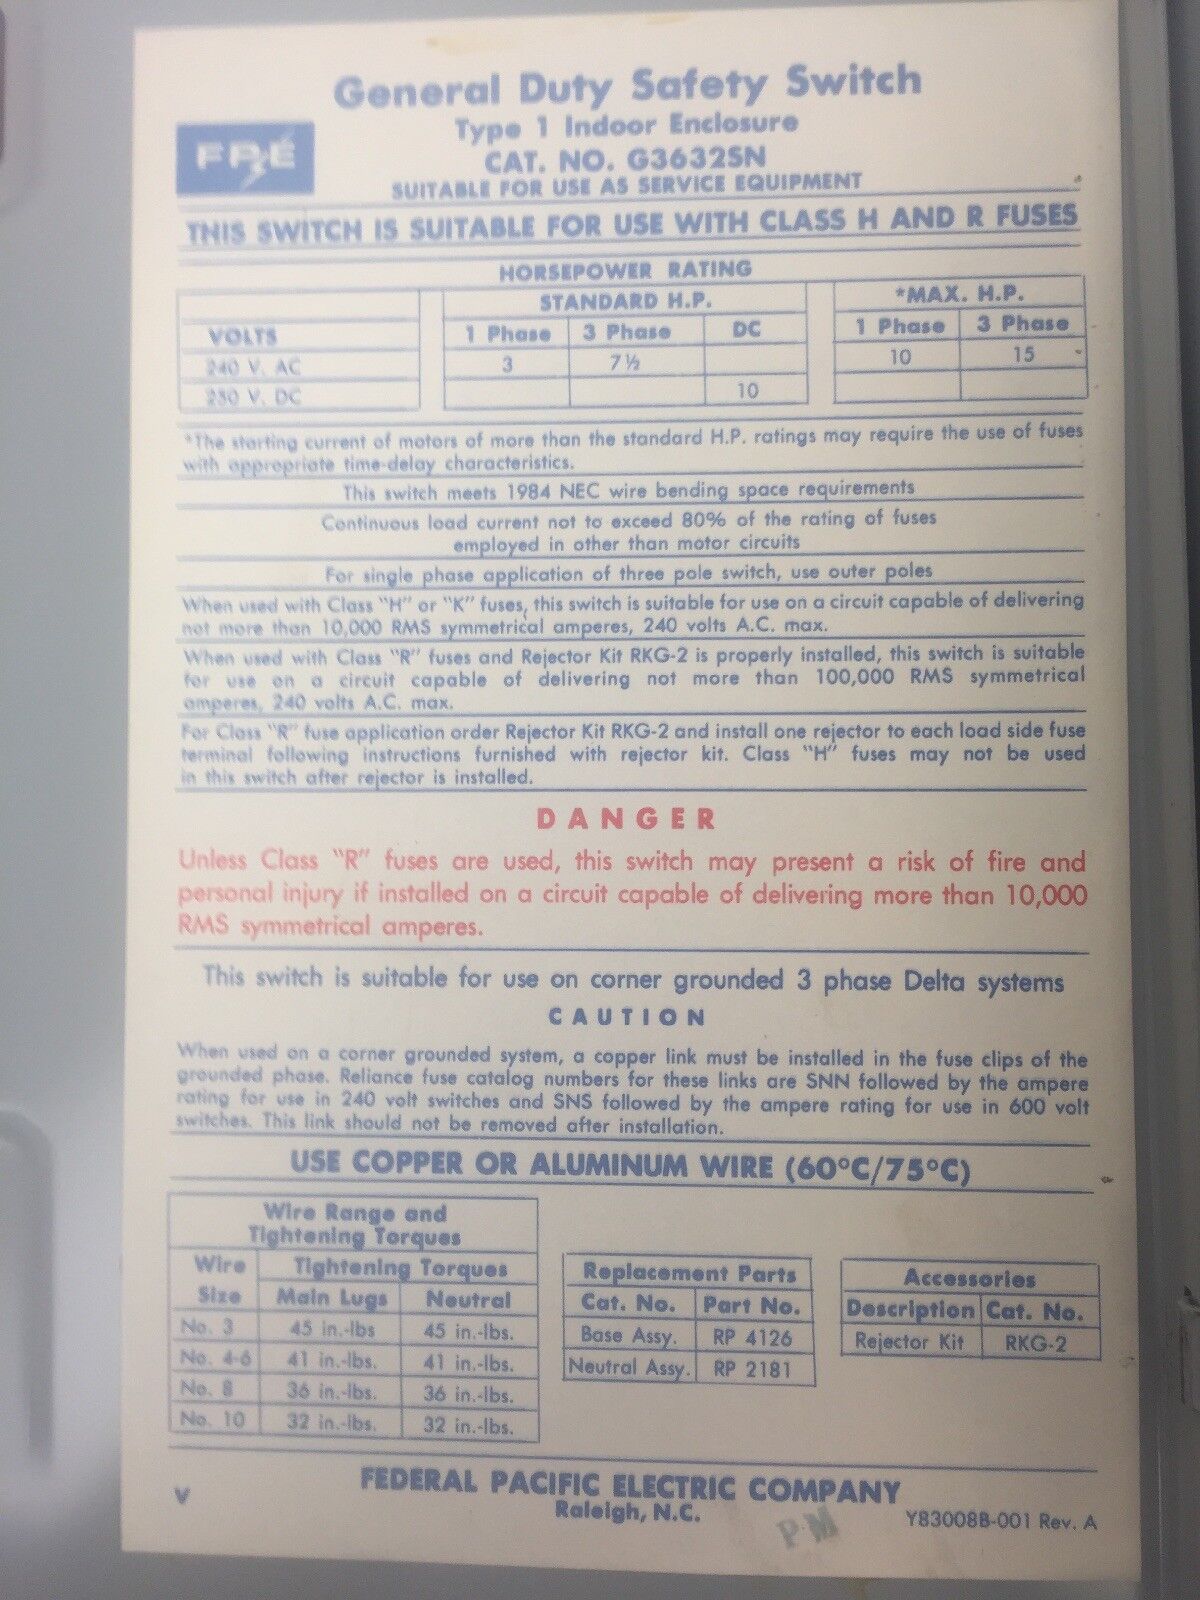 General Duty Safety Switch
Type 1 Indoor Enclosure
FPE
CAT. NO. G3632SN
SUITABLE FOR USE AS SERVICE EQUIPMENT
THIS SWITCH IS SUITABLE FOR USE WITH CLASS H AND R FUSES
HORSEPOWER RATING
STANDARD H.P. *MAX. H.P.
VOLTS 1 Phase 3 Phase DC 1 Phase 3 Phase
240 V. AC 3 7½ 10 15
250 V. DC 10
*The starting current of motors of more than the standard H.P. ratings may require the use of fuses
with appropriate time-delay characteristics.
This switch meets 1984 NEC wire bending space requirements
Continuous load current not to exceed 80% of the rating of fuses
employed in other than motor circuits
For single phase application of three pole switch, use outer poles
When used with Class "H" or "K" fuses, this switch is suitable for use on a circuit capable of delivering
not more than 10,000 RMS symmetrical amperes, 240 volts A.C. max.
When used with Class "R" fuses and Rejector Kit RKG-2 is properly installed, this switch is suitable
for use on a circuit capable of delivering not more than 100,000 RMS symmetrical
amperes, 240 volts A.C. max.
For Class "R" fuse application order Rejector Kit RKG-2 and install one rejector to each load side fuse
terminal following instructions furnished with rejector kit. Class "H" fuses may not be used
in this switch after rejector is installed.
DANGER
Unless Class "R" fuses are used, this switch may present a risk of fire and
personal injury if installed on a circuit capable of delivering more than 10,000
RMS symmetrical amperes.
This switch is suitable for use on corner grounded 3 phase Delta systems
CAUTION
When used on a corner grounded system, a copper link must be installed in the fuse clips of the
grounded phase. Reliance fuse catalog numbers for these links are SNN followed by the ampere
rating for use in 240 volt switches and SNS followed by the ampere rating for use in 600 volt
switches. This link should not be removed after installation.
USE COPPER OR ALUMINUM WIRE (60°C/75°C)
Wire Range and
Tightening Torques
Wire Size Tightening Torques
Main Lugs Neutral
No. 3 45 in.-lbs 45 in.-lbs.
No. 4-6 41 in.-lbs. 41 in.-lbs.
No. 8 36 in.-lbs. 36 in.-lbs.
No. 10 32 in.-lbs. 32 in.-lbs.
Replacement Parts
Cat. No. Part No.
Base Assy. RP 4126
Neutral Assy. RP 2181
Accessories
Description Cat. No.
Rejector Kit RKG-2
FEDERAL PACIFIC ELECTRIC COMPANY
Raleigh, N.C.
V
P-M
Y83008B-001 Rev. A